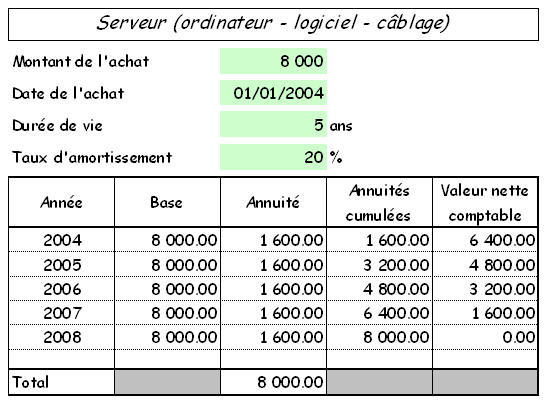 Serveur (ordinateur - logiciel - câblage)
Montant de l'achat 8 000
Date de l'achat 01/01/2004
Durée de vie 5 ans
Taux d'amortissement 20 %
Année Base Annuité Annuités cumulées Valeur nette comptable
2004 8 000.00 1 600.00 1 600.00 6 400.00
2005 8 000.00 1 600.00 3 200.00 4 800.00
2006 8 000.00 1 600.00 4 800.00 3 200.00
2007 8 000.00 1 600.00 6 400.00 1 600.00
2008 8 000.00 1 600.00 8 000.00 0.00
Total 8 000.00